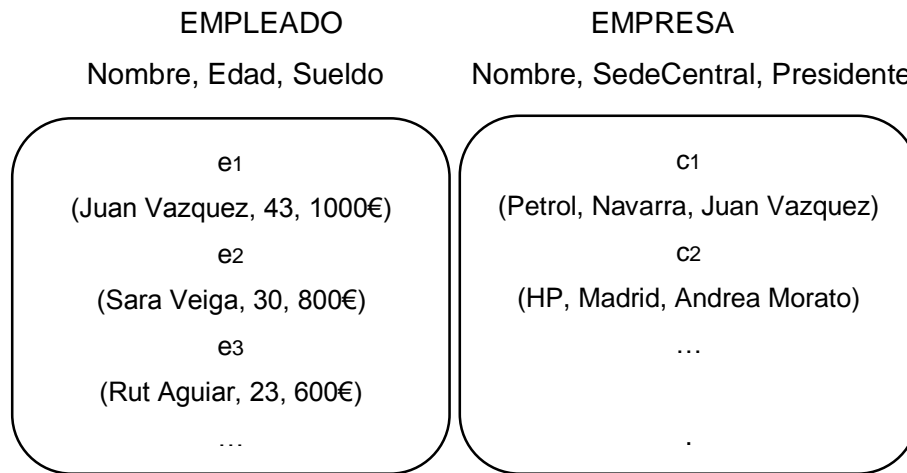 EMPLEADO
Nombre, Edad, Sueldo
e1
(Juan Vazquez, 43, 1000€)
e2
(Sara Veiga, 30, 800€)
e3
(Rut Aguiar, 23, 600€)
…
EMPRESA
Nombre, SedeCentral, Presidente
c1
(Petrol, Navarra, Juan Vazquez)
c2
(HP, Madrid, Andrea Morato)
…
.